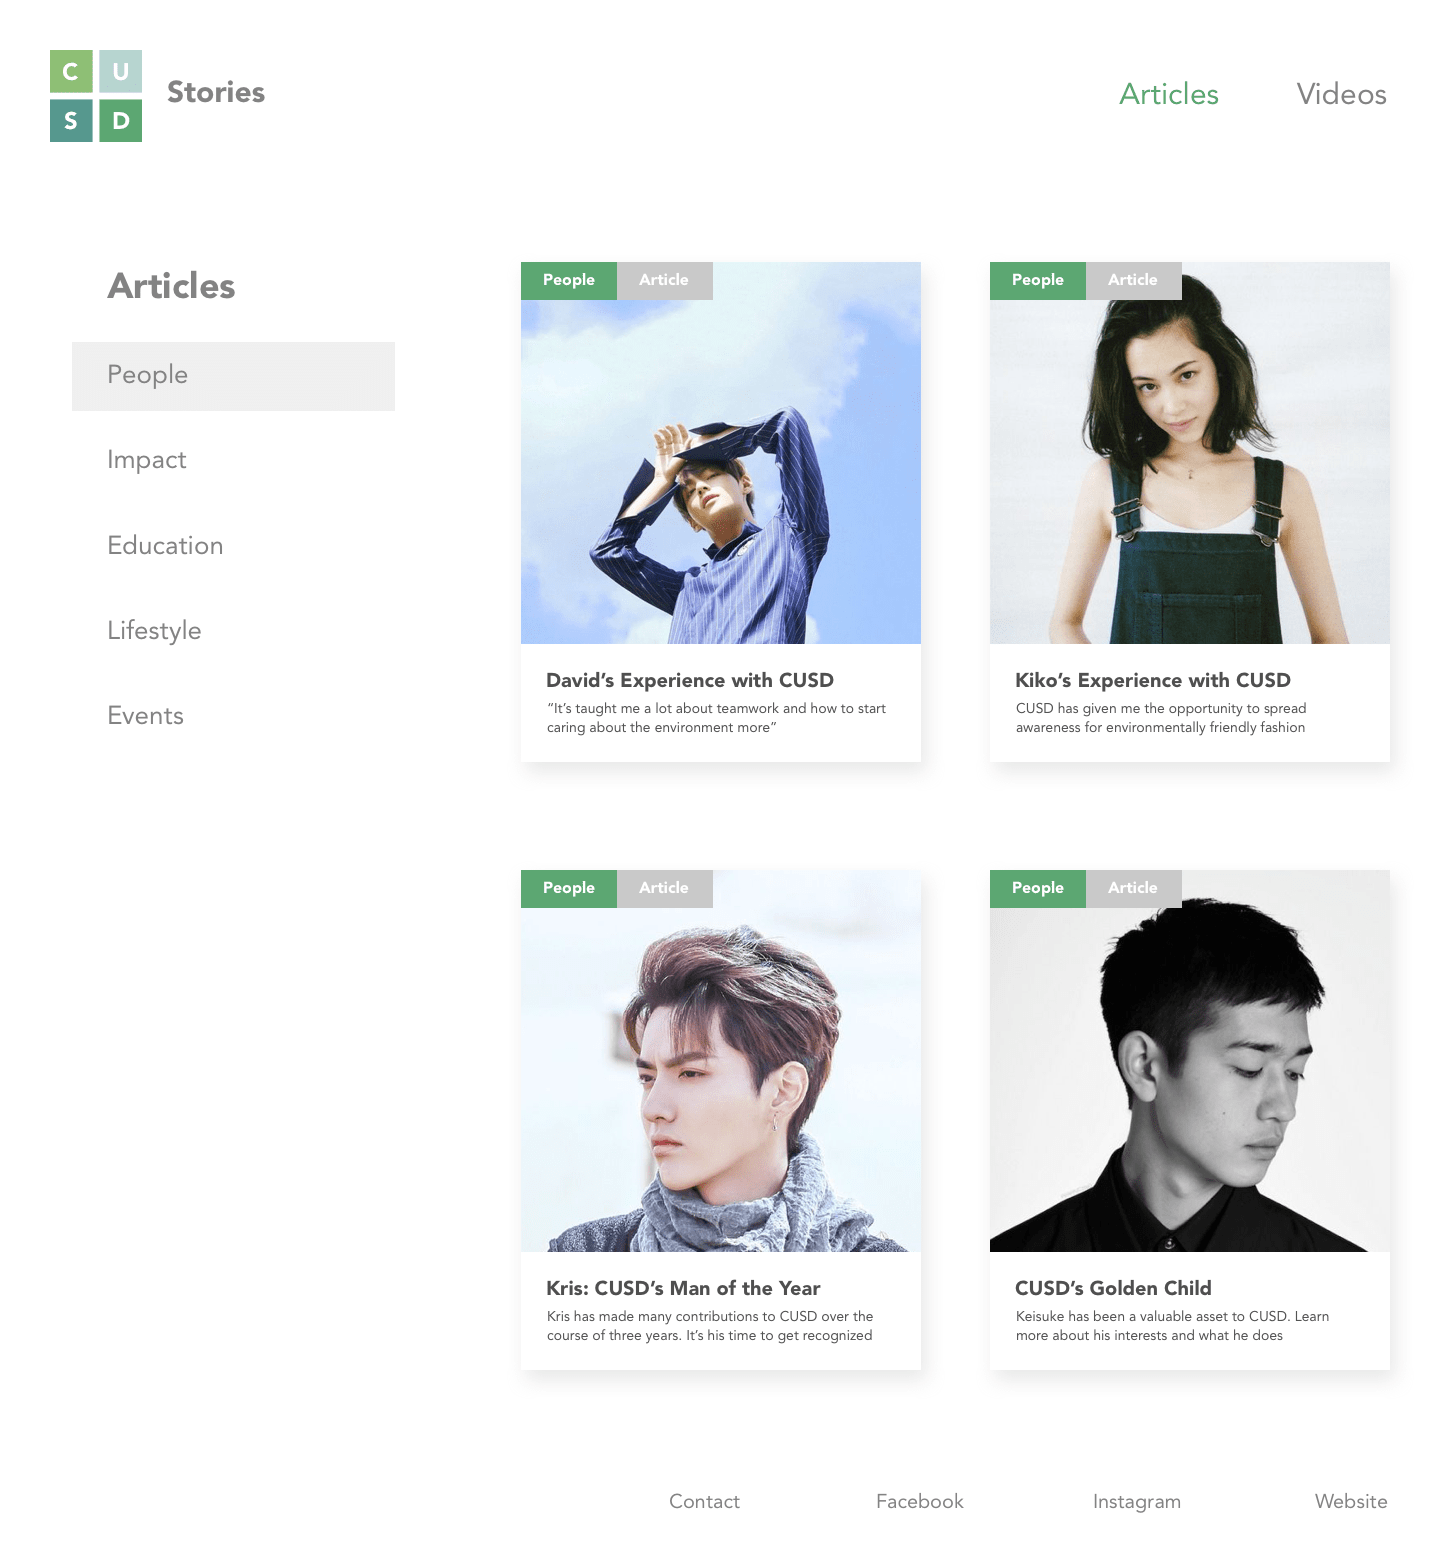 C U
S D
Stories
Articles
Videos
Articles
People
Impact
Education
Lifestyle
Events
People Article
David’s Experience with CUSD
“It’s taught me a lot about teamwork and how to start
caring about the environment more”
People Article
Kiko’s Experience with CUSD
CUSD has given me the opportunity to spread
awareness for environmentally friendly fashion
People Article
Kris: CUSD’s Man of the Year
Kris has made many contributions to CUSD over the
course of three years. It’s his time to get recognized
People Article
CUSD’s Golden Child
Keisuke has been a valuable asset to CUSD. Learn
more about his interests and what he does
Contact
Facebook
Instagram
Website